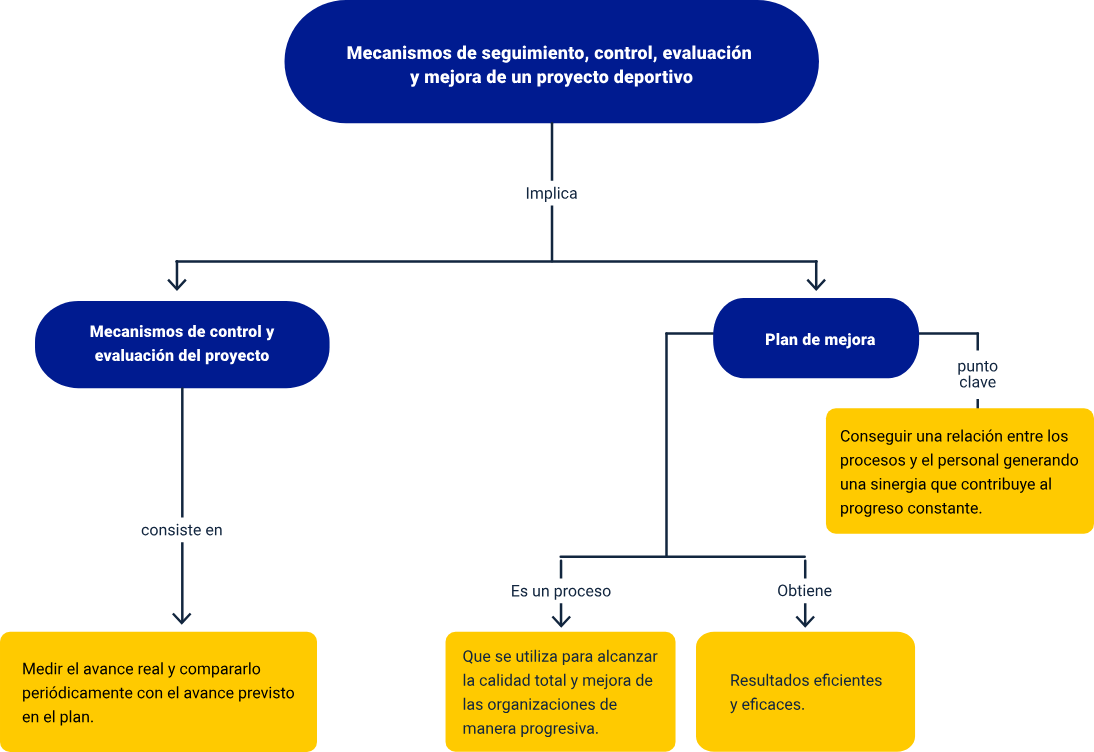 Mecanismos de seguimiento, control, evaluación
y mejora de un proyecto deportivo
Implica
Mecanismos de control y
evaluación del proyecto
Plan de mejora
punto
clave
Conseguir una relación entre los
procesos y el personal generando
una sinergia que contribuye al
progreso constante.
consiste en
Es un proceso
Obtiene
Medir el avance real y compararlo
periódicamente con el avance previsto
en el plan.
Que se utiliza para alcanzar
la calidad total y mejora de
las organizaciones de
manera progresiva.
Resultados eficientes
y eficaces.